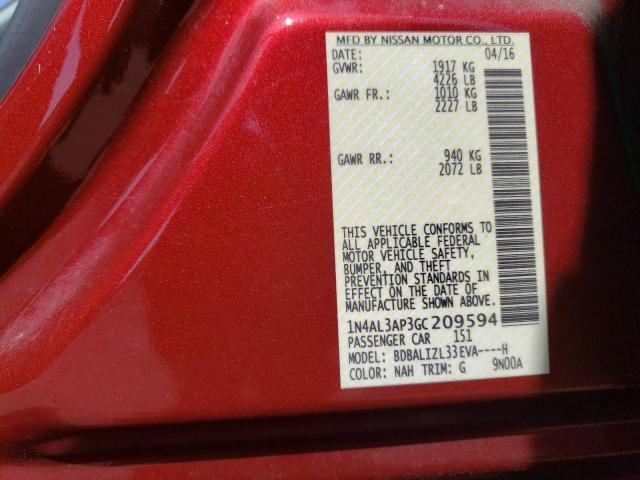 MFD BY NISSAN MOTOR CO., LTD.
DATE: 04/16
GVWR: 1917 KG
4226 LB
GAWR FR.: 1010 KG
2227 LB
GAWR RR.: 940 KG
2072 LB
THIS VEHICLE CONFORMS TO
ALL APPLICABLE FEDERAL
MOTOR VEHICLE SAFETY,
BUMPER, AND THEFT
PREVENTION STANDARDS IN
EFFECT ON THE DATE OF
MANUFACTURE SHOWN ABOVE.
1N4AL3AP3GC209594
PASSENGER CAR 151
MODEL: BDBALIZL33EVA----H
COLOR: NAH TRIM: G 9N00A